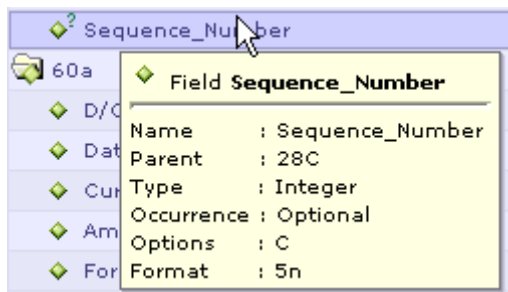 ? Sequence_Number
60a
Field Sequence_Number
D/C
Name : Sequence_Number
Dat
Parent : 28C
Cur
Type : Integer
Occurrence : Optional
Am
Options : C
For
Format : 5n